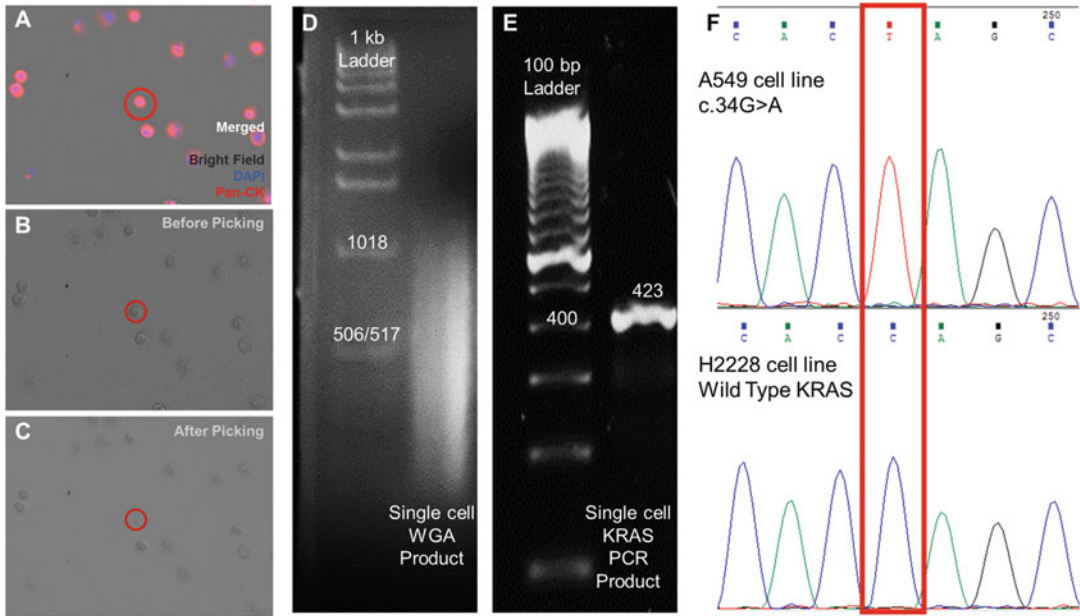 A
Merged
Bright Field
DAPI
Pan-CK
B
Before Picking
C
After Picking
D
1 kb
Ladder
1018
506/517
Single cell
WGA
Product
E
100 bp
Ladder
423
400
Single cell
KRAS
PCR
Product
F
250
C A C T A G C
A549 cell line
c.34G>A
250
C A C C A G C
H2228 cell line
Wild Type KRAS